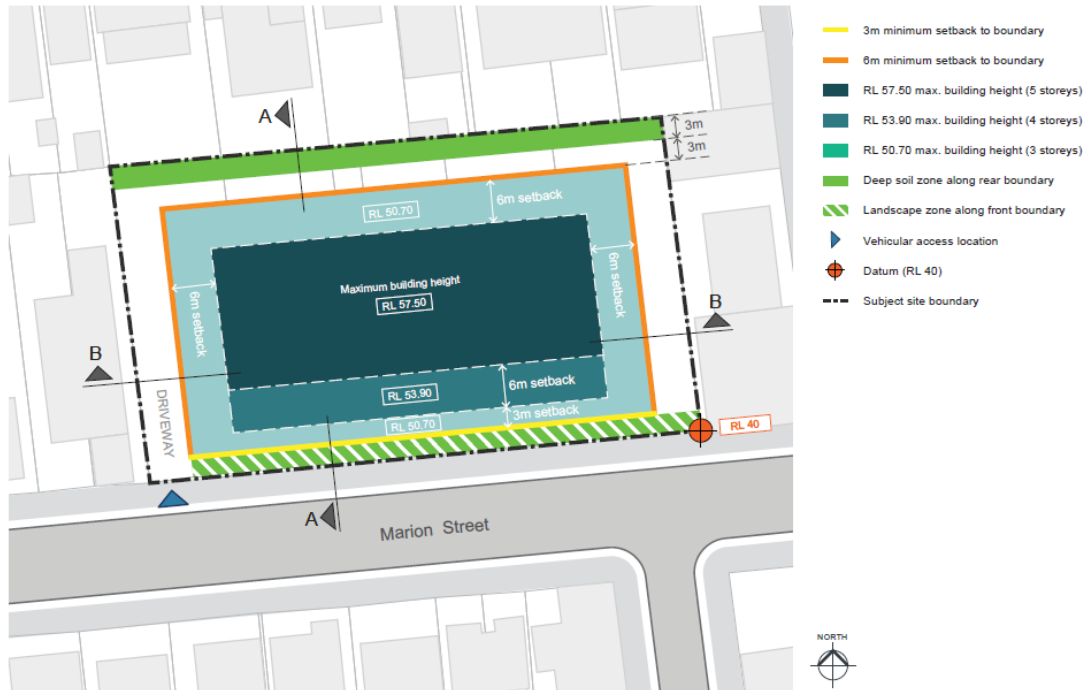 3m minimum setback to boundary
6m minimum setback to boundary
RL 57.50 max. building height (5 storeys)
RL 53.90 max. building height (4 storeys)
RL 50.70 max. building height (3 storeys)
Deep soil zone along rear boundary
Landscape zone along front boundary
Vehicular access location
Datum (RL 40)
Subject site boundary
A
3m
3m
RL 50.70
6m setback
6m setback
6m setback
Maximum building height
RL 57.50
B
B
DRIVEWAY
RL 53.90
6m setback
RL 50.70
3m setback
RL 40
A
Marion Street
NORTH